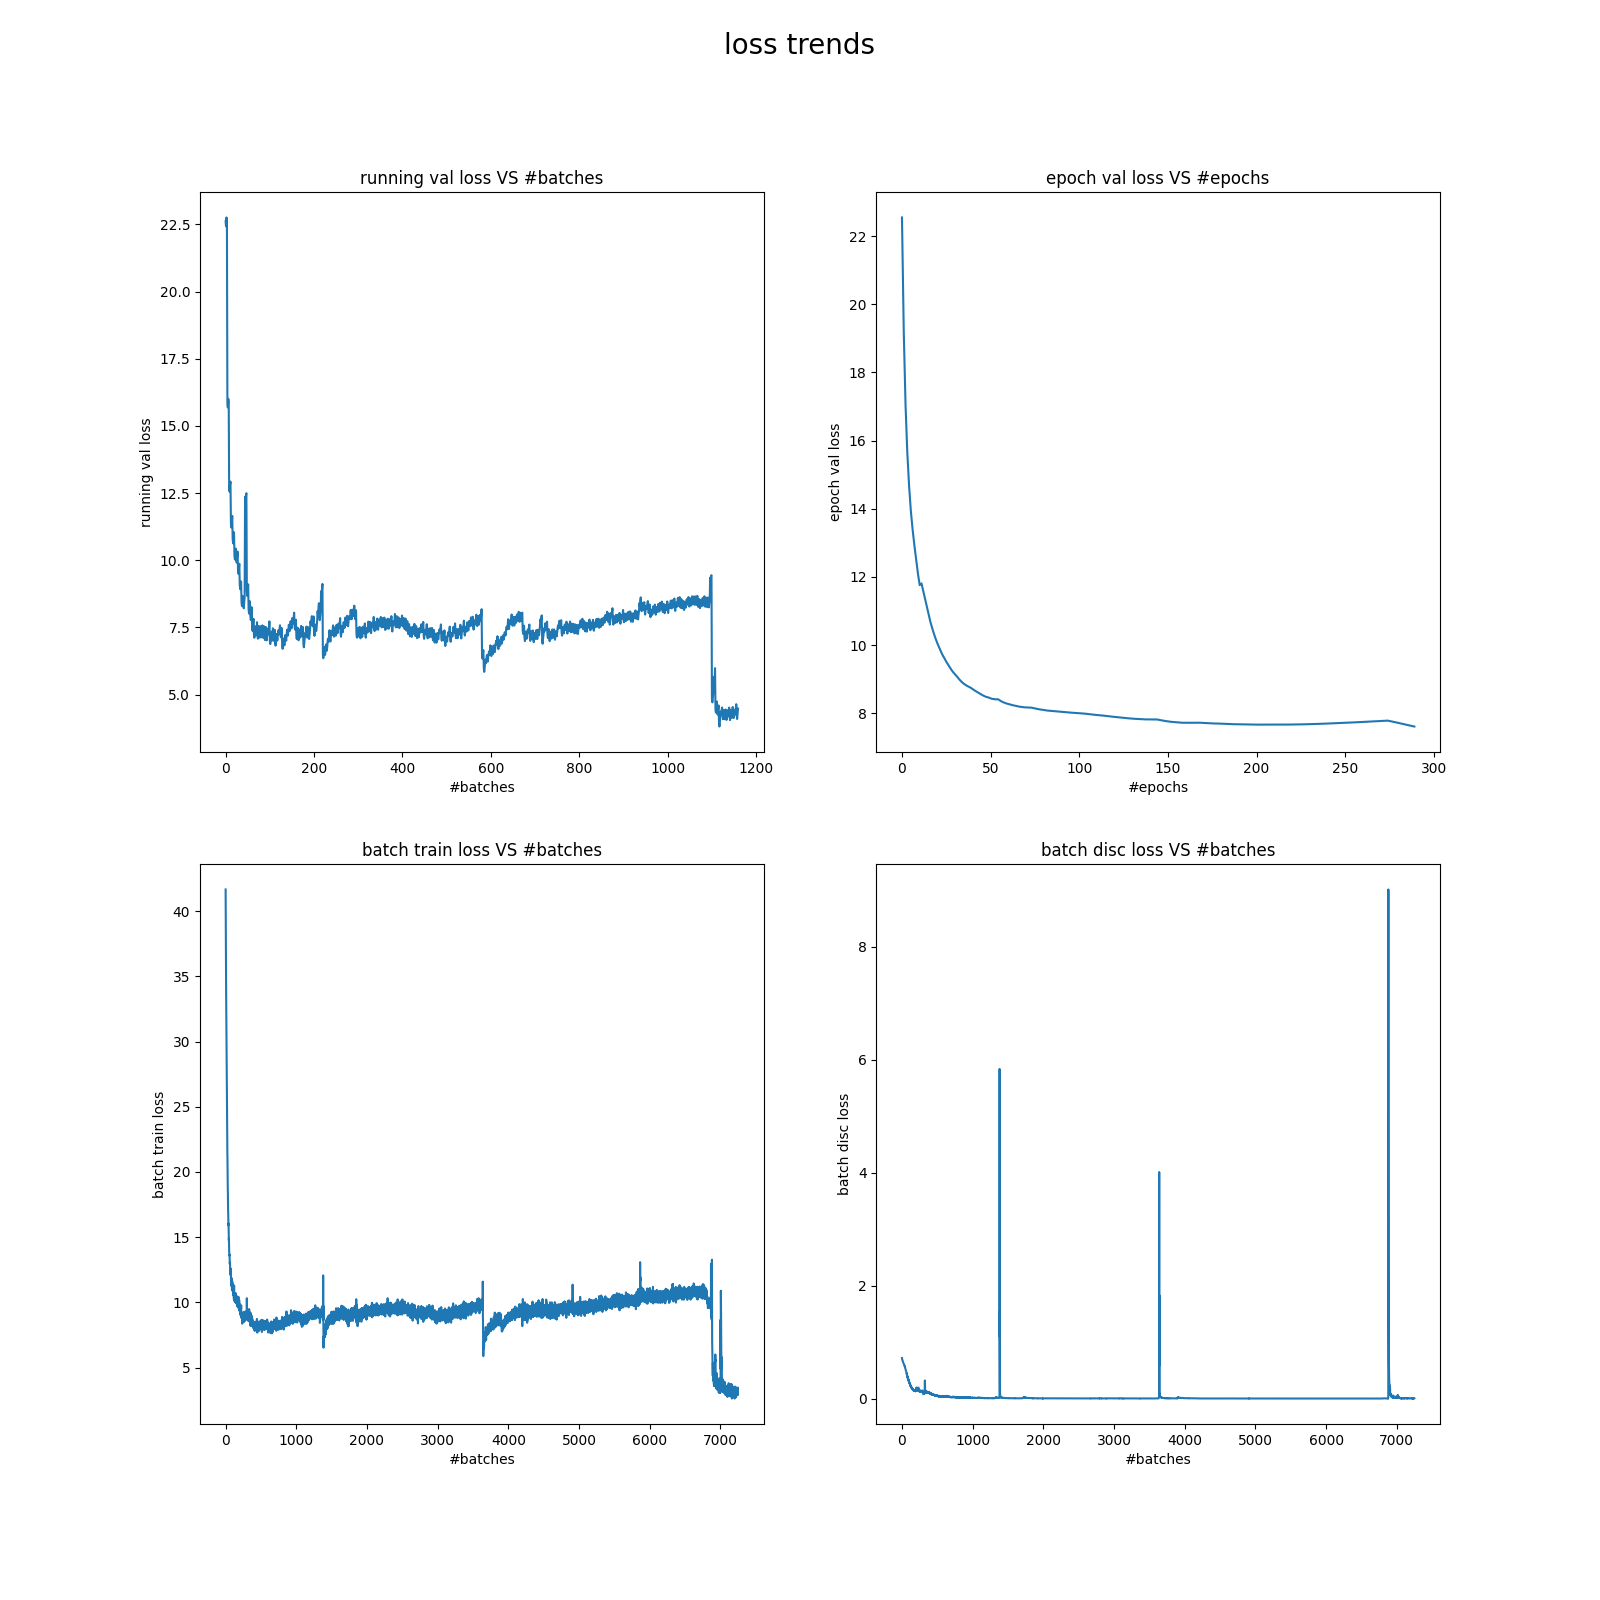 loss trends
running val loss VS #batches
22.5
20.0
17.5
15.0
12.5
10.0
7.5
5.0
running val loss
0 200 400 600 800 1000 1200
#batches
epoch val loss VS #epochs
22
20
18
16
14
12
10
8
epoch val loss
0 50 100 150 200 250 300
#epochs
batch train loss VS #batches
40
35
30
25
20
15
10
5
batch train loss
0 1000 2000 3000 4000 5000 6000 7000
#batches
batch disc loss VS #batches
8
6
4
2
0
batch disc loss
0 1000 2000 3000 4000 5000 6000 7000
#batches